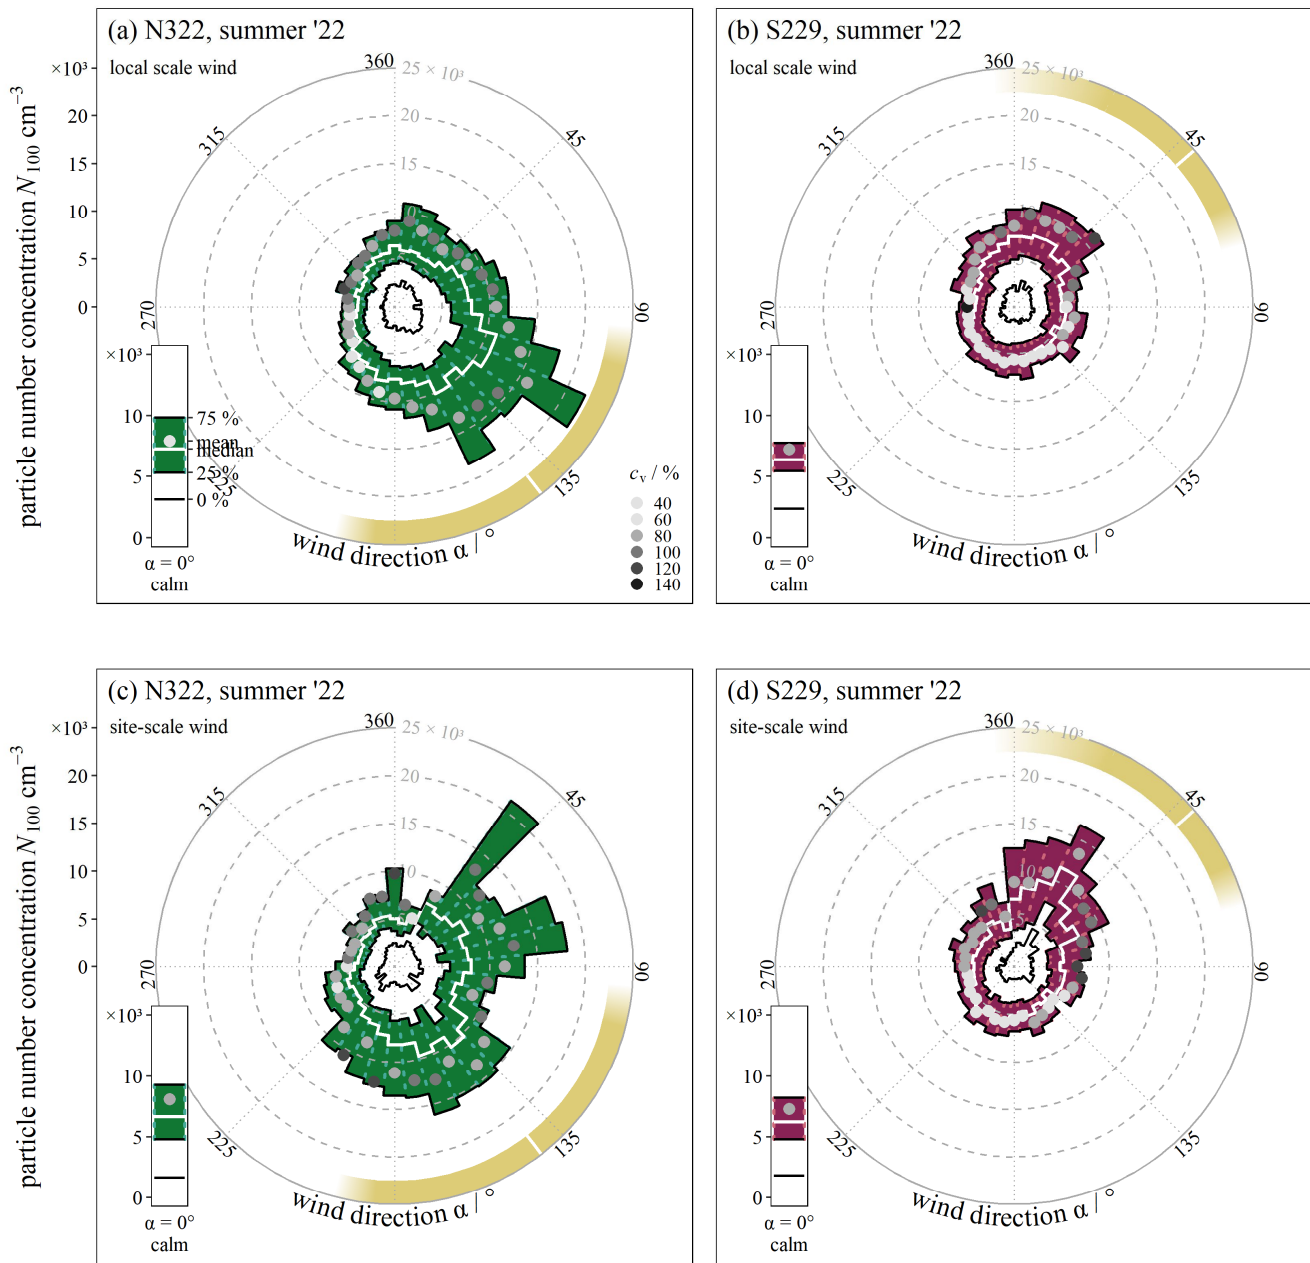 (a) N322, summer '22
local scale wind
particle number concentration N100 cm−3
×10³
20
15
10
5
0
360
45
90
135
225
270
315
25 × 10³
20
15
10
×10³
10
5
0
75 %
mean
median
25 %
0 %
α = 0°
calm
wind direction α | °
cv / %
40
60
80
100
120
140
(b) S229, summer '22
local scale wind
360
45
90
135
225
270
315
25 × 10³
20
15
10
×10³
10
5
0
α = 0°
calm
wind direction α | °
(c) N322, summer '22
site-scale wind
particle number concentration N100 cm−3
×10³
20
15
10
5
0
360
45
90
135
225
270
315
25 × 10³
20
15
10
5
×10³
10
5
0
α = 0°
calm
wind direction α | °
(d) S229, summer '22
site-scale wind
360
45
90
135
225
270
315
25 × 10³
20
15
10
5
×10³
10
5
0
α = 0°
calm
wind direction α | °